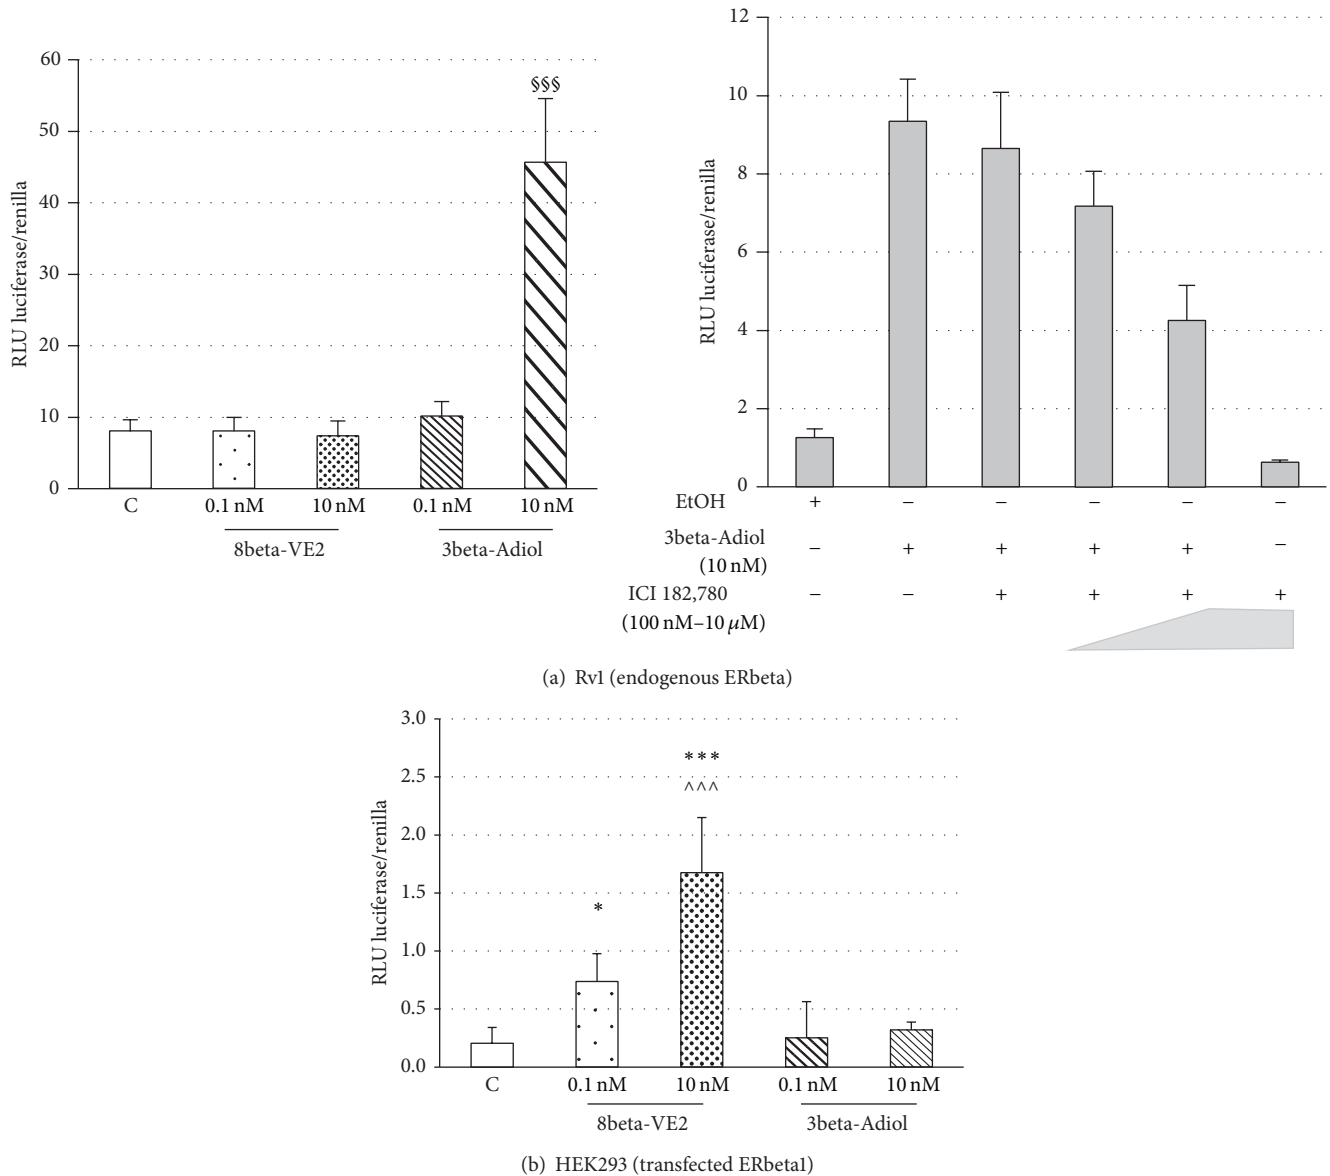 60
50
40
30
20
10
0
RLU luciferase/renilla
§§§
C
0.1 nM
10 nM
0.1 nM
10 nM
8beta-VE2
3beta-Adiol
12
10
8
6
4
2
0
RLU luciferase/renilla
EtOH + − − − − −
3beta-Adiol − + + + + −
(10 nM)
ICI 182,780 − − + + + +
(100 nM–10 μM)
(a) Rv1 (endogenous ERbeta)
3.0
2.5
2.0
1.5
1.0
0.5
0.0
RLU luciferase/renilla
*
***
^^^
C
0.1 nM
10 nM
0.1 nM
10 nM
8beta-VE2
3beta-Adiol
(b) HEK293 (transfected ERbeta1)